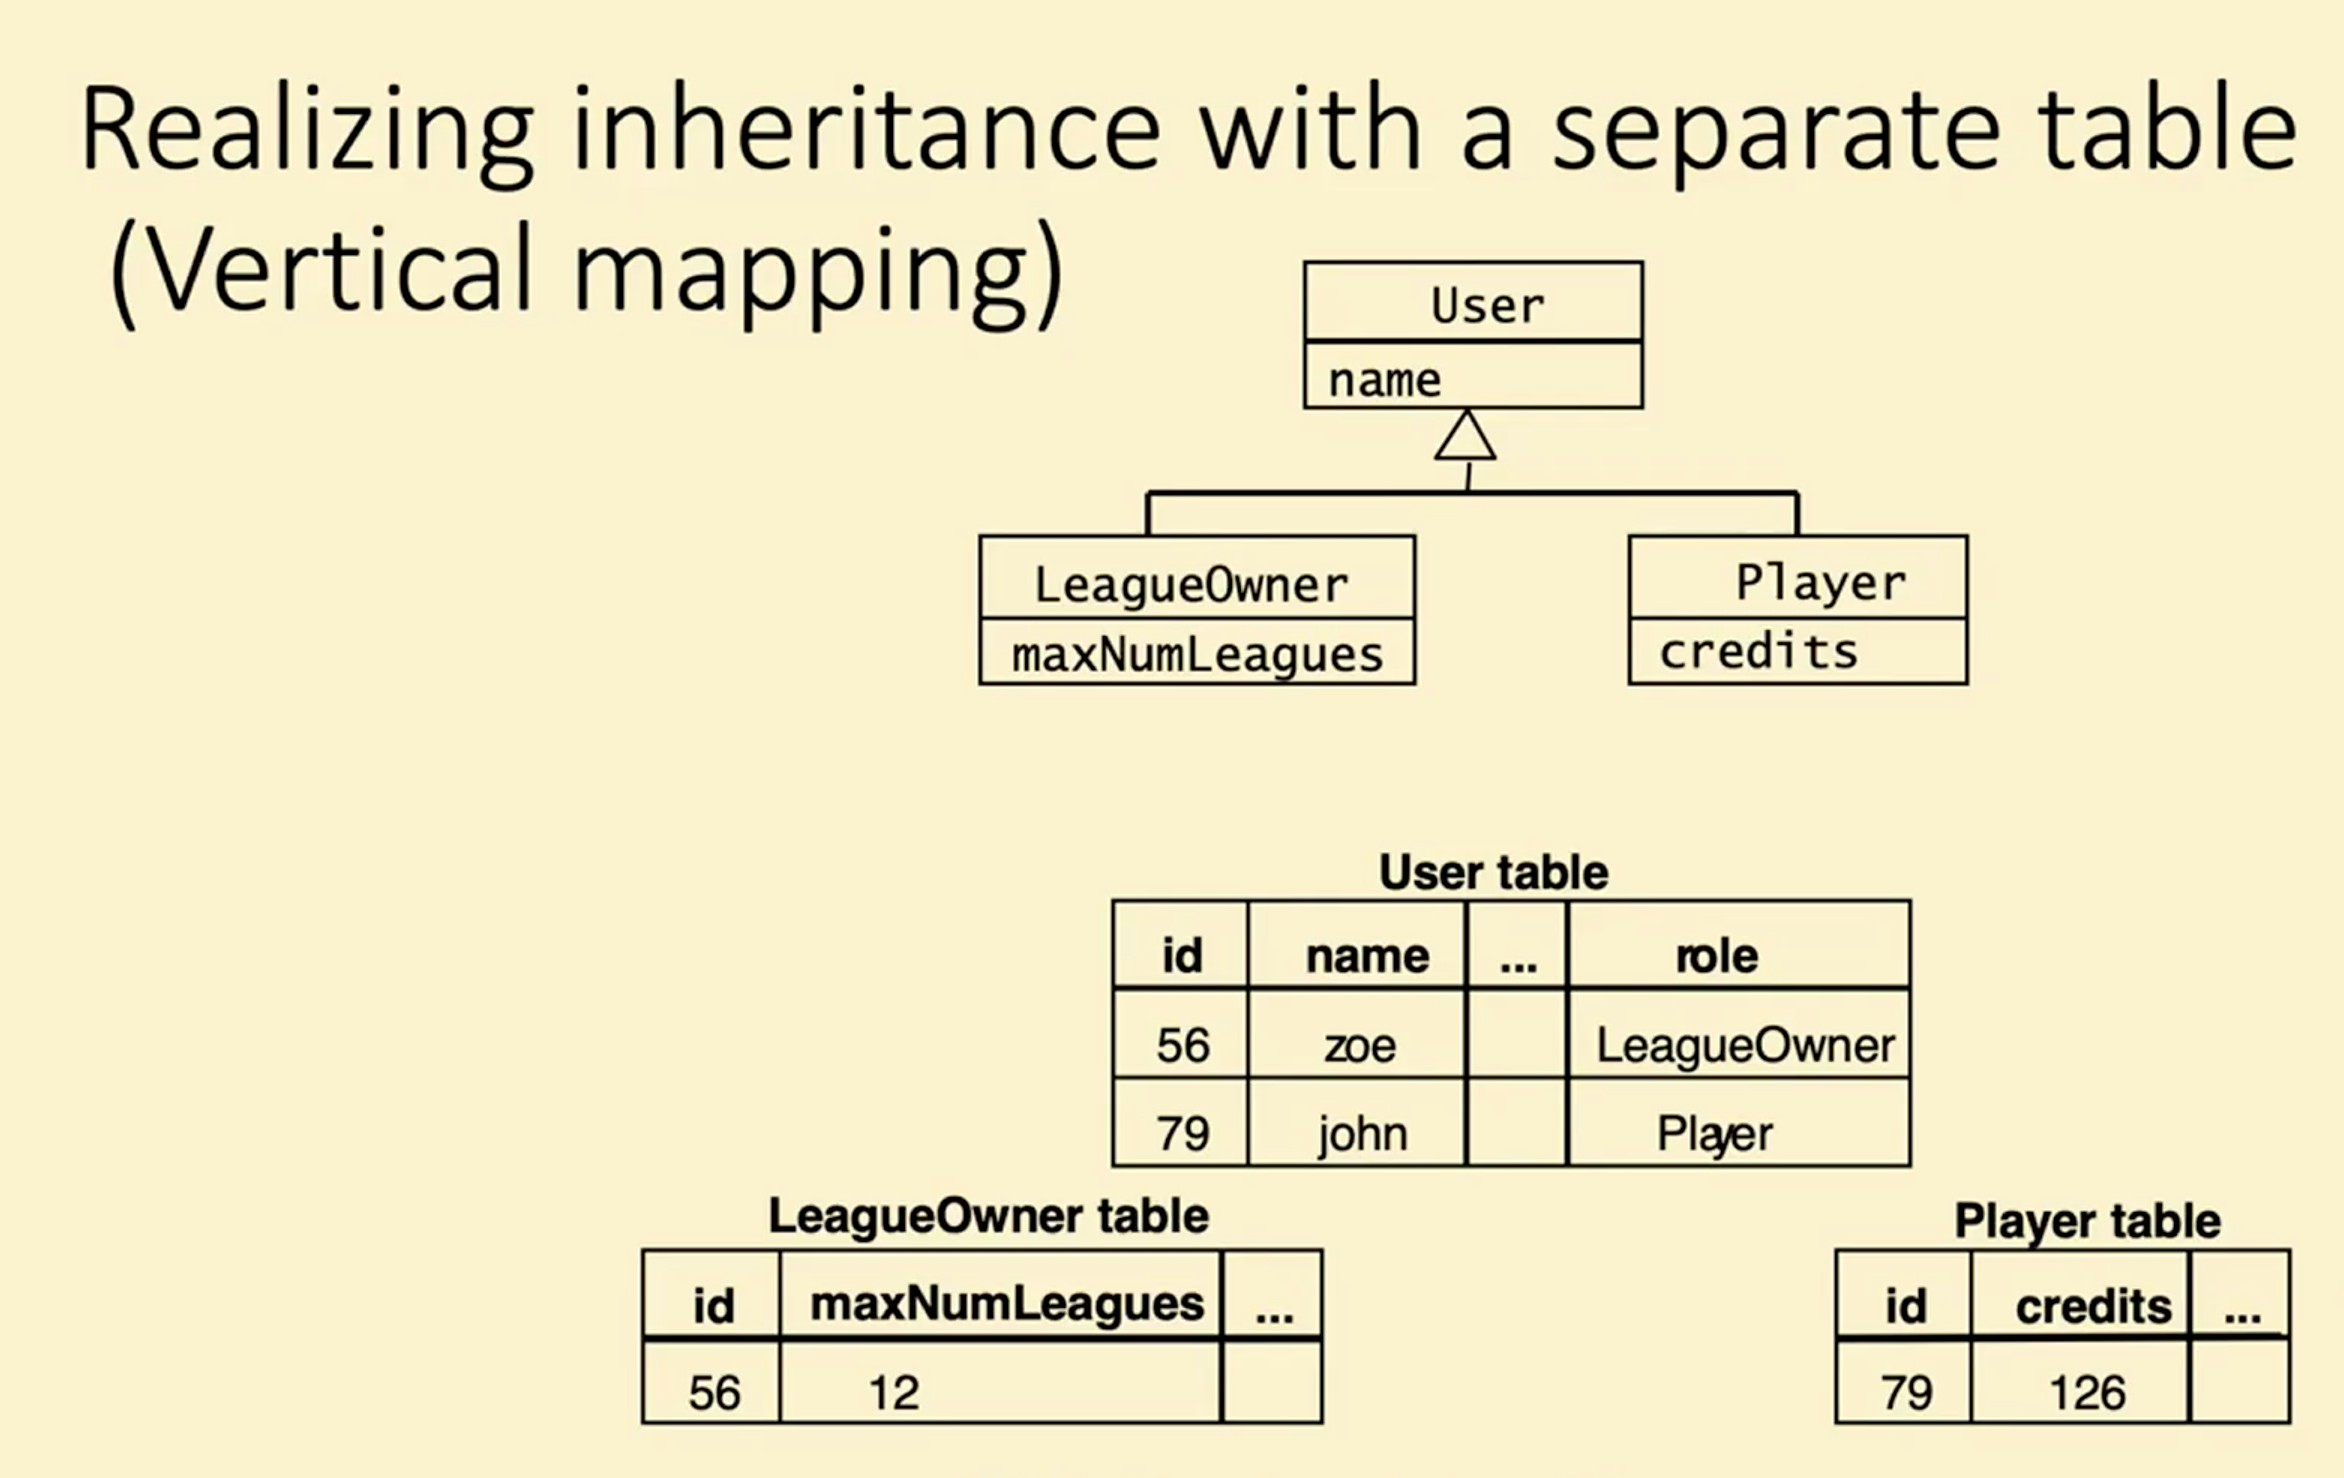 Realizing inheritance with a separate table
(Vertical mapping)
User
name
LeagueOwner
maxNumLeagues
Player
credits
User table
id name ... role
56 zoe LeagueOwner
79 john Player
LeagueOwner table
id maxNumLeagues ...
56 12
Player table
id credits ...
79 126